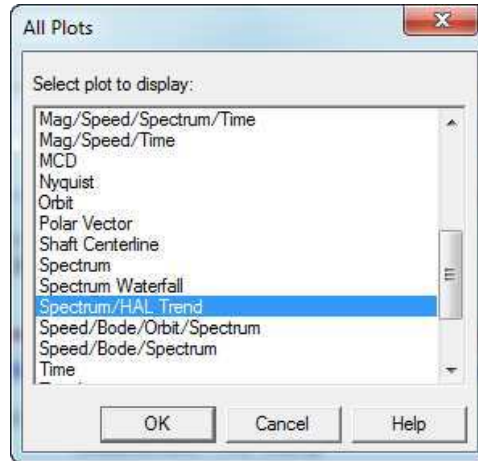 All Plots
Select plot to display:
Mag/Speed/Spectrum/Time
Mag/Speed/Time
MCD
Nyquist
Orbit
Polar Vector
Shaft Centerline
Spectrum
Spectrum Waterfall
Spectrum/HAL Trend
Speed/Bode/Orbit/Spectrum
Speed/Bode/Spectrum
Time
OK Cancel Help